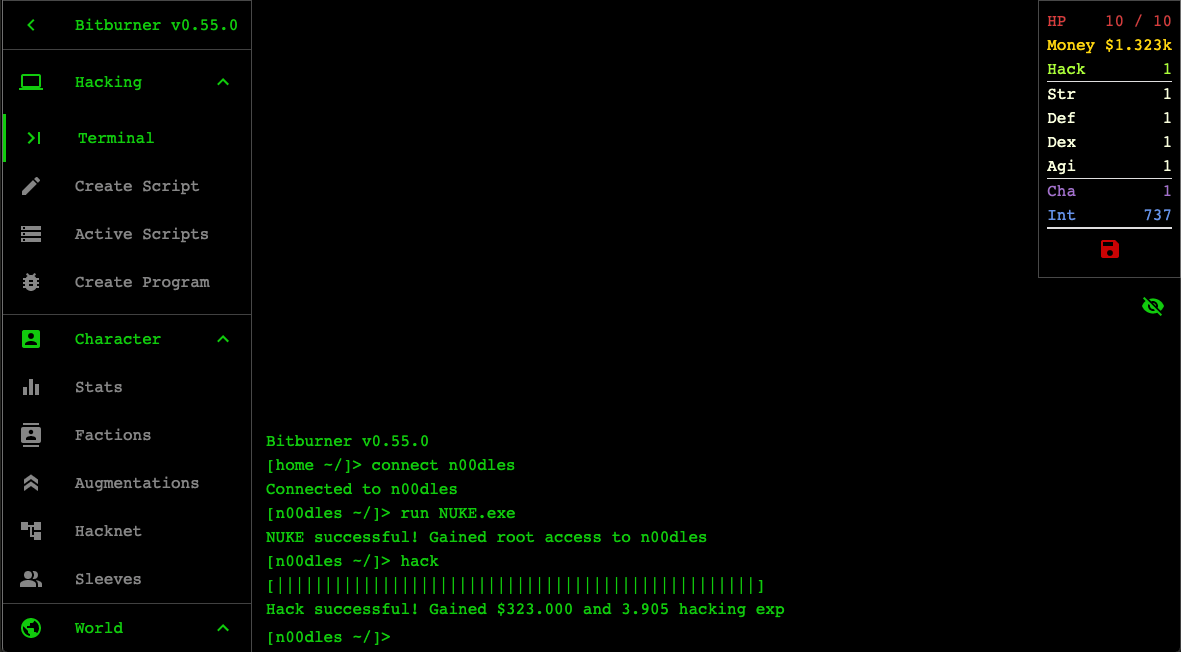 Bitburner v0.55.0
Hacking
Terminal
Create Script
Active Scripts
Create Program
Character
Stats
Factions
Augmentations
Hacknet
Sleeves
World
Bitburner v0.55.0
[home ~/]> connect n00dles
Connected to n00dles
[n00dles ~/]> run NUKE.exe
NUKE successful! Gained root access to n00dles
[n00dles ~/]> hack
[||||||||||||||||||||||||||||||||||||||||||||||||||]
Hack successful! Gained $323.000 and 3.905 hacking exp
[n00dles ~/]>
HP 10 / 10
Money $1.323k
Hack 1
Str 1
Def 1
Dex 1
Agi 1
Cha 1
Int 737